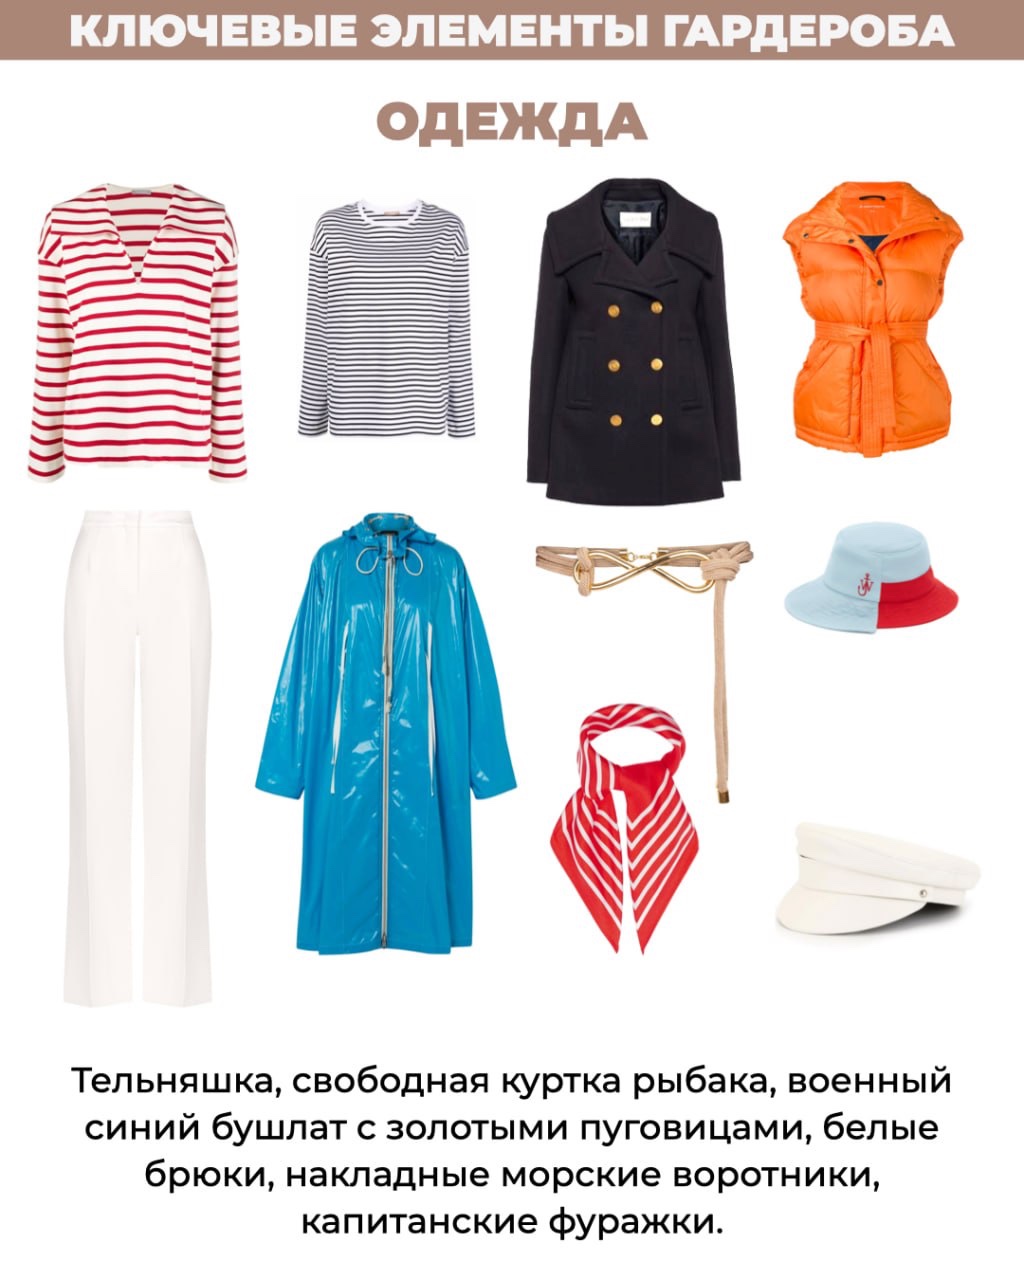 КЛЮЧЕВЫЕ ЭЛЕМЕНТЫ ГАРДЕРОБА
ОДЕЖДА
Тельняшка, свободная куртка рыбака, военный
синий бушлат с золотыми пуговицами, белые
брюки, накладные морские воротники,
капитанские фуражки.